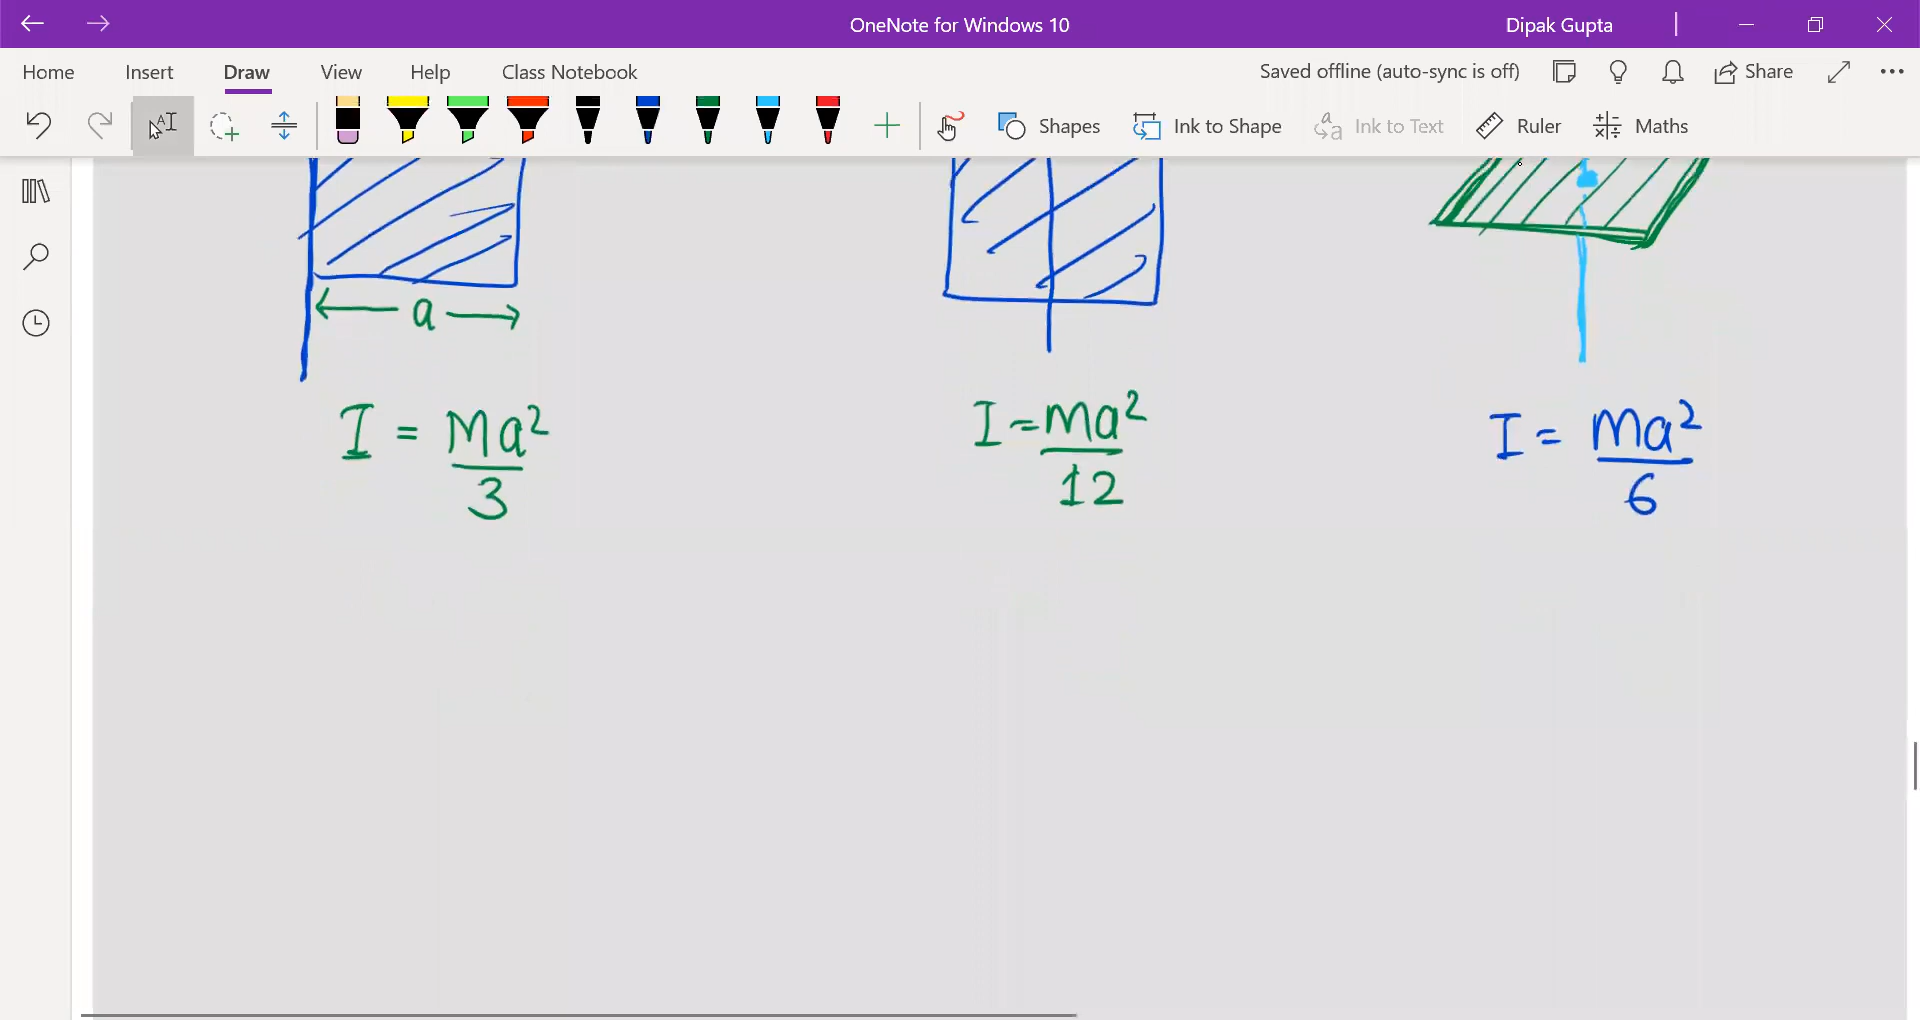 OneNote for Windows 10
Dipak Gupta
Home Insert Draw View Help Class Notebook
Saved offline (auto-sync is off) Share
Shapes Ink to Shape Ink to Text Ruler Maths
a
I = Ma²/3
I = Ma²/12
I = Ma²/6